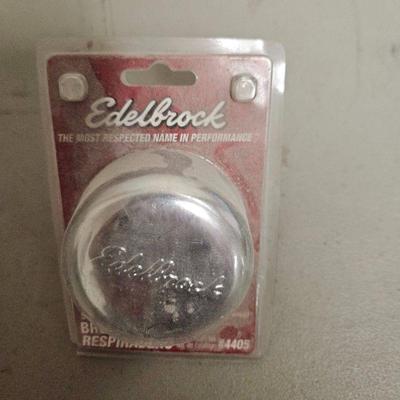 Edelbrock
THE MOST RESPECTED NAME IN PERFORMANCE
Edelbrock
#4405